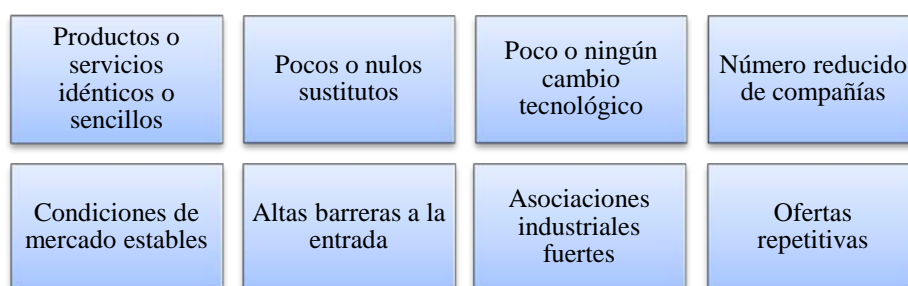 Productos o
servicios
idénticos o
sencillos
Pocos o nulos
sustitutos
Poco o ningún
cambio
tecnológico
Número reducido
de compañías
Condiciones de
mercado estables
Altas barreras a la
entrada
Asociaciones
industriales
fuertes
Ofertas
repetitivas